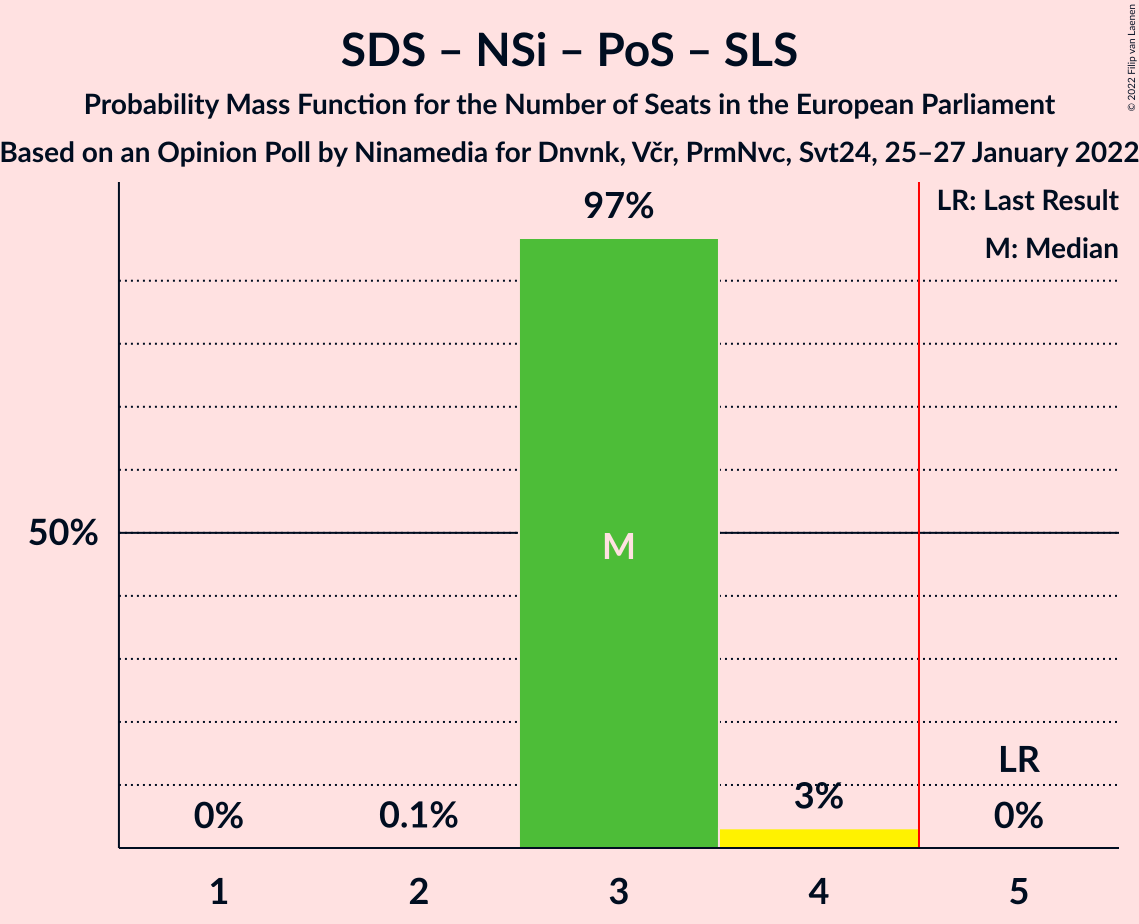 SDS – NSi – PoS – SLS
Probability Mass Function for the Number of Seats in the European Parliament
Based on an Opinion Poll by Ninamedia for Dnvnk, Včr, PrmNvc, Svt24, 25–27 January 2022
© 2022 Filip van Laenen
LR: Last Result
M: Median
97%
50%
M
LR
0%
0.1%
3%
0%
1
2
3
4
5